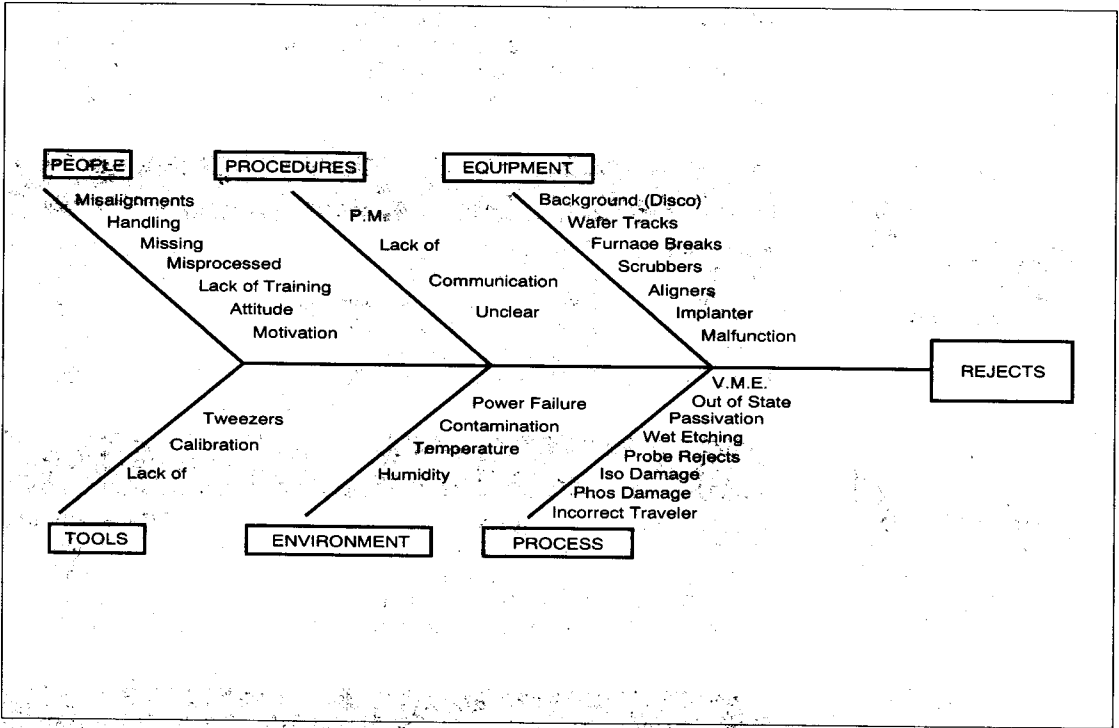 PEOPLE
Misalignments
Handling
Missing
Misprocessed
Lack of Training
Attitude
Motivation
PROCEDURES
P.M.
Lack of
Communication
Unclear
EQUIPMENT
Background (Disco)
Wafer Tracks
Furnace Breaks
Scrubbers
Aligners
Implanter
Malfunction
REJECTS
Tweezers
Calibration
Lack of
TOOLS
Power Failure
Contamination
Temperature
Humidity
ENVIRONMENT
V.M.E.
Out of State
Passivation
Wet Etching
Probe Rejects
Iso Damage
Phos Damage
Incorrect Traveler
PROCESS